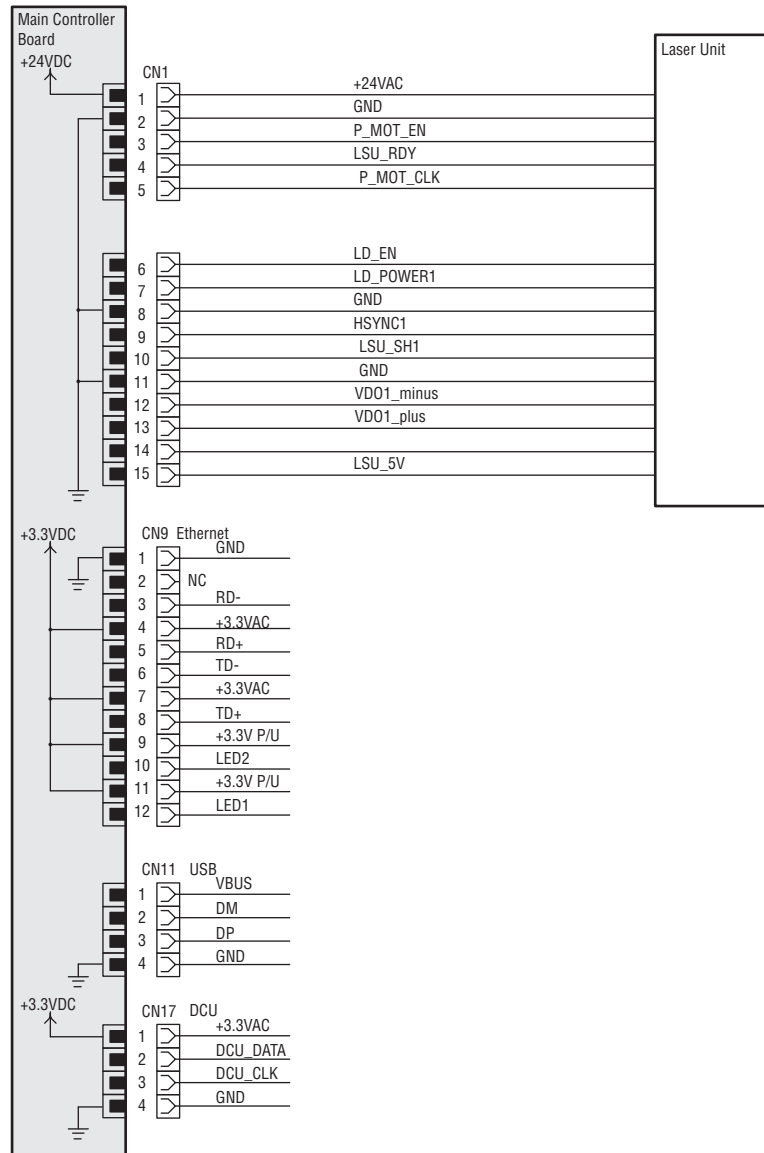 Main Controller
Board
+24VDC
CN1
Laser Unit
1 +24VAC
2 GND
3 P_MOT_EN
4 LSU_RDY
5 P_MOT_CLK
6 LD_EN
7 LD_POWER1
8 GND
9 HSYNC1
10 LSU_SH1
11 GND
12 VDO1_minus
13 VDO1_plus
14
15 LSU_5V
+3.3VDC
CN9 Ethernet
1 GND
2 NC
3 RD-
4 +3.3VAC
5 RD+
6 TD-
7 +3.3VAC
8 TD+
9 +3.3V P/U
10 LED2
11 +3.3V P/U
12 LED1
CN11 USB
1 VBUS
2 DM
3 DP
4 GND
+3.3VDC
CN17 DCU
1 +3.3VAC
2 DCU_DATA
3 DCU_CLK
4 GND